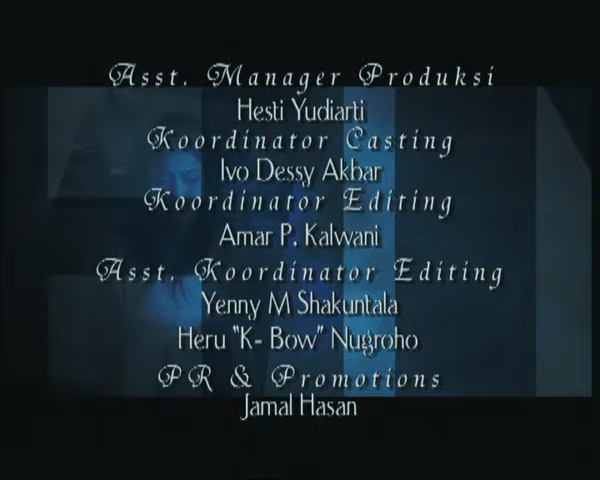 Asst. Manager Produksi
Hesti Yudiarti
Koordinator Casting
Ivo Dessy Akbar
Koordinator Editing
Amar P. Kalwani
Asst. Koordinator Editing
Yenny M Shakuntala
Heru "K- Bow" Nugroho
PR & Promotions
Jamal Hasan